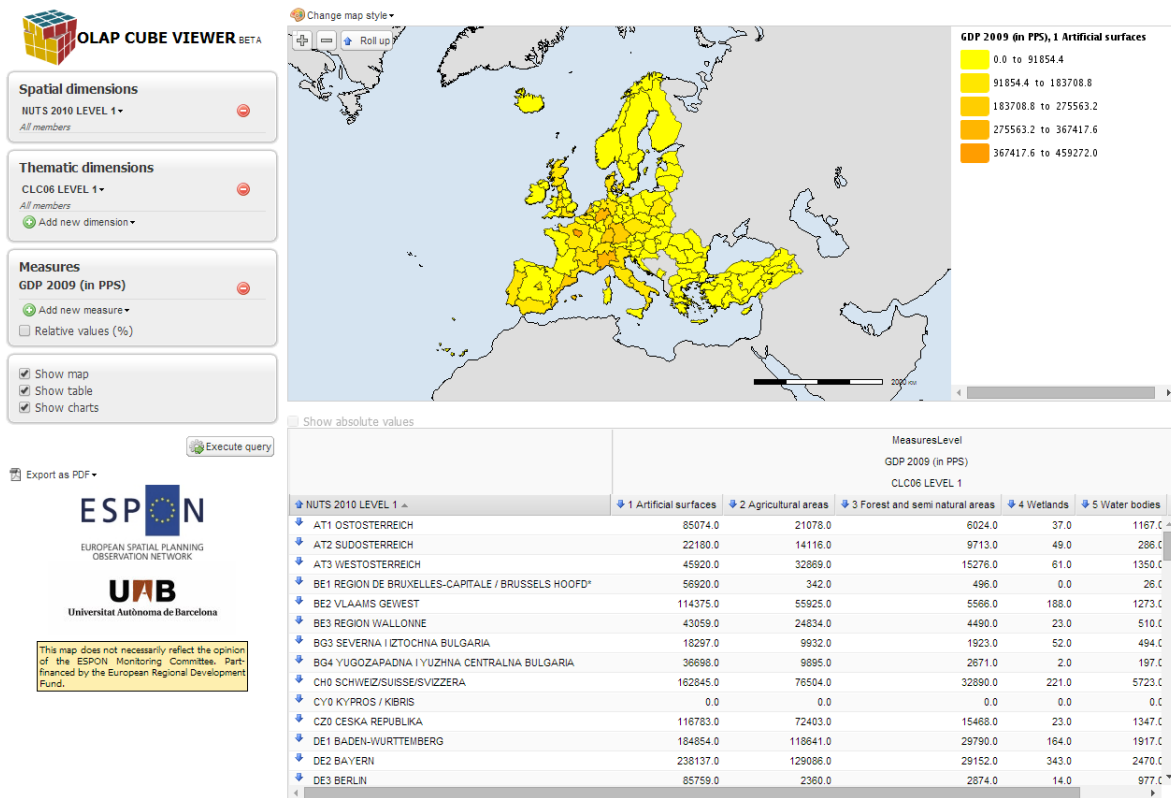 OLAP CUBE VIEWER BETA
Spatial dimensions
NUTS 2010 LEVEL 1
All members
Thematic dimensions
CLC06 LEVEL 1
All members
Add new dimension
Measures
GDP 2009 (in PPS)
Add new measure
Relative values (%)
Show map
Show table
Show charts
Execute query
Export as PDF
ESPON
EUROPEAN SPATIAL PLANNING
OBSERVATION NETWORK
UAB
Universitat Autònoma de Barcelona
This map does not necessarily reflect the opinion
of the ESPON Monitoring Committee. Part-
financed by the European Regional Development
Fund.
Change map style
Roll up
GDP 2009 (in PPS), 1 Artificial surfaces
0.0 to 91854.4
91854.4 to 183708.8
183708.8 to 275563.2
275563.2 to 367417.6
367417.6 to 459272.0
Show absolute values
MeasuresLevel
GDP 2009 (in PPS)
CLC06 LEVEL 1
NUTS 2010 LEVEL 1 1 Artificial surfaces 2 Agricultural areas 3 Forest and semi natural areas 4 Wetlands 5 Water bodies
AT1 OSTOSTERREICH 85074.0 21078.0 6024.0 37.0 1167.0
AT2 SUDOSTERREICH 22180.0 14116.0 9713.0 49.0 286.0
AT3 WESTOSTERREICH 45920.0 32869.0 15276.0 61.0 1350.0
BE1 REGION DE BRUXELLES-CAPITALE / BRUSSELS HOOFD* 56920.0 342.0 496.0 0.0 26.0
BE2 VLAAMS GEWEST 114375.0 55925.0 5566.0 188.0 1273.0
BE3 REGION WALLONNE 43059.0 24834.0 4490.0 23.0 510.0
BG3 SEVERNA I IZTOCHNA BULGARIA 18297.0 9932.0 1923.0 52.0 494.0
BG4 YUGOZAPADNA I YUZHNA CENTRALNA BULGARIA 36698.0 9895.0 2671.0 2.0 197.0
CH0 SCHWEIZ/SUISSE/SVIZZERA 162845.0 76504.0 32890.0 221.0 5723.0
CY0 KYPROS / KIBRIS 0.0 0.0 0.0 0.0 0.0
CZ0 CESKA REPUBLIKA 116783.0 72403.0 15468.0 23.0 1347.0
DE1 BADEN-WURTTEMBERG 184854.0 118641.0 29790.0 164.0 1917.0
DE2 BAYERN 238137.0 129086.0 29152.0 343.0 2470.0
DE3 BERLIN 85759.0 2360.0 2874.0 14.0 977.0